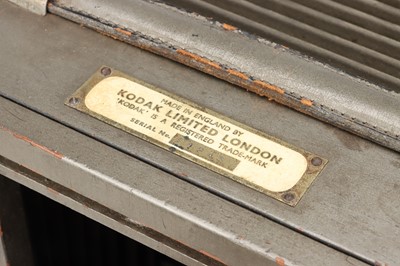 MADE IN ENGLAND BY
KODAK LIMITED LONDON
'KODAK' IS A REGISTERED TRADE-MARK
SERIAL No.